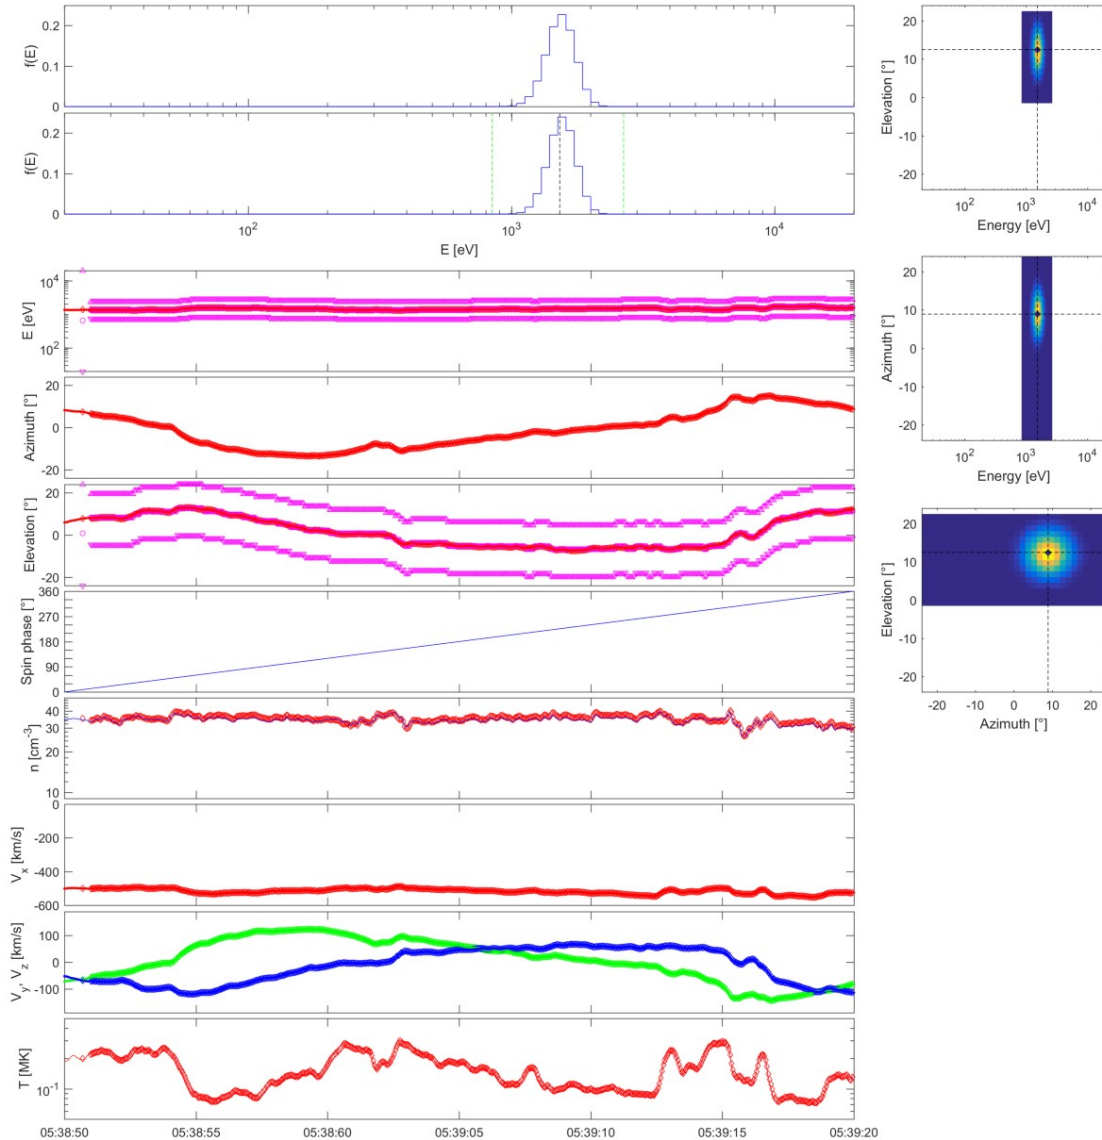 0.2
f(E)
0
0.2
f(E)
0
10²
10³
10⁴
E [eV]
10⁴
E [eV]
10²
20
Azimuth [°]
0
-20
20
Elevation [°]
0
-20
360
270
Spin phase [°]
180
90
0
40
30
n [cm⁻³]
20
10
0
-200
Vₓ [km/s]
-400
-600
100
V_y, V_z [km/s]
0
-100
T [MK]
10⁻¹
05:38:50 05:38:55 05:38:60 05:39:05 05:39:10 05:39:15 05:39:20
20
10
Elevation [°]
0
-10
-20
10² 10³ 10⁴
Energy [eV]
20
10
Azimuth [°]
0
-10
-20
10² 10³ 10⁴
Energy [eV]
20
10
Elevation [°]
0
-10
-20
-20 -10 0 10 20
Azimuth [°]